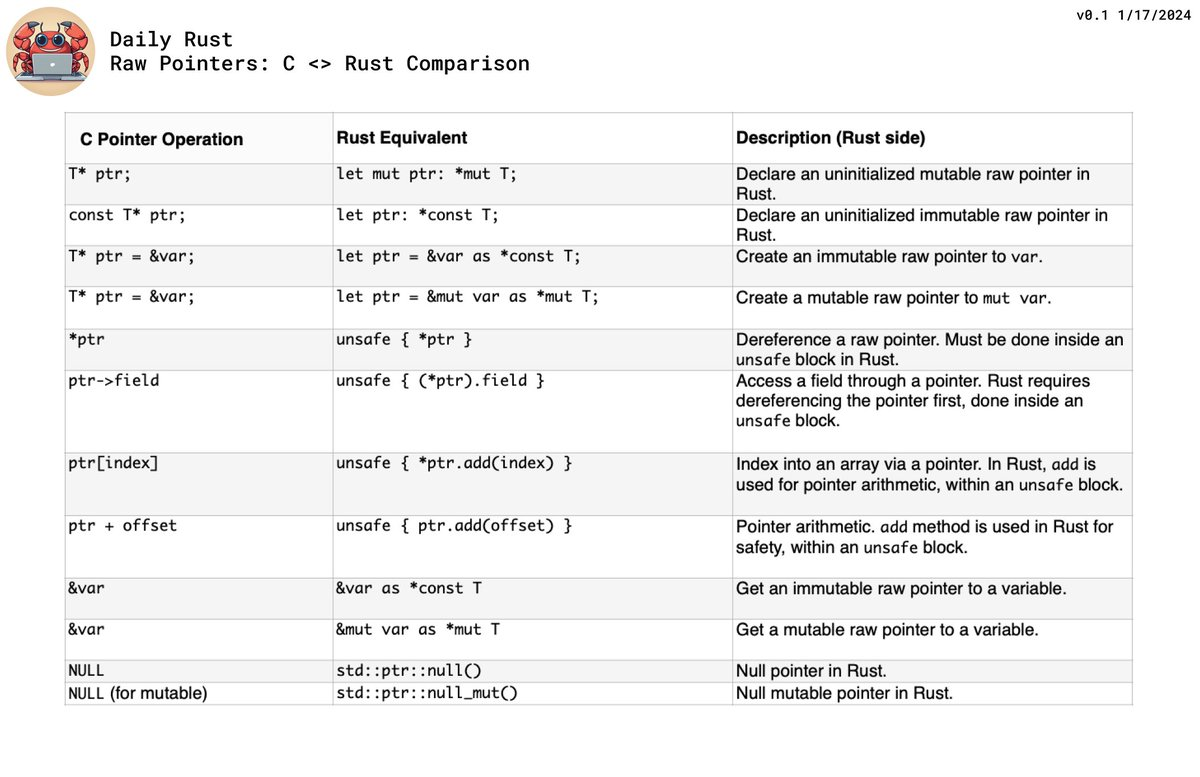 v0.1 1/17/2024
Daily Rust
Raw Pointers: C <> Rust Comparison
C Pointer Operation Rust Equivalent Description (Rust side)
T* ptr; let mut ptr: *mut T; Declare an uninitialized mutable raw pointer in
Rust.
const T* ptr; let ptr: *const T; Declare an uninitialized immutable raw pointer in
Rust.
T* ptr = &var; let ptr = &var as *const T; Create an immutable raw pointer to var.
T* ptr = &var; let ptr = &mut var as *mut T; Create a mutable raw pointer to mut var.
*ptr unsafe { *ptr } Dereference a raw pointer. Must be done inside an
unsafe block in Rust.
ptr->field unsafe { (*ptr).field } Access a field through a pointer. Rust requires
dereferencing the pointer first, done inside an
unsafe block.
ptr[index] unsafe { *ptr.add(index) } Index into an array via a pointer. In Rust, add is
used for pointer arithmetic, within an unsafe block.
ptr + offset unsafe { ptr.add(offset) } Pointer arithmetic. add method is used in Rust for
safety, within an unsafe block.
&var &var as *const T Get an immutable raw pointer to a variable.
&var &mut var as *mut T Get a mutable raw pointer to a variable.
NULL std::ptr::null() Null pointer in Rust.
NULL (for mutable) std::ptr::null_mut() Null mutable pointer in Rust.